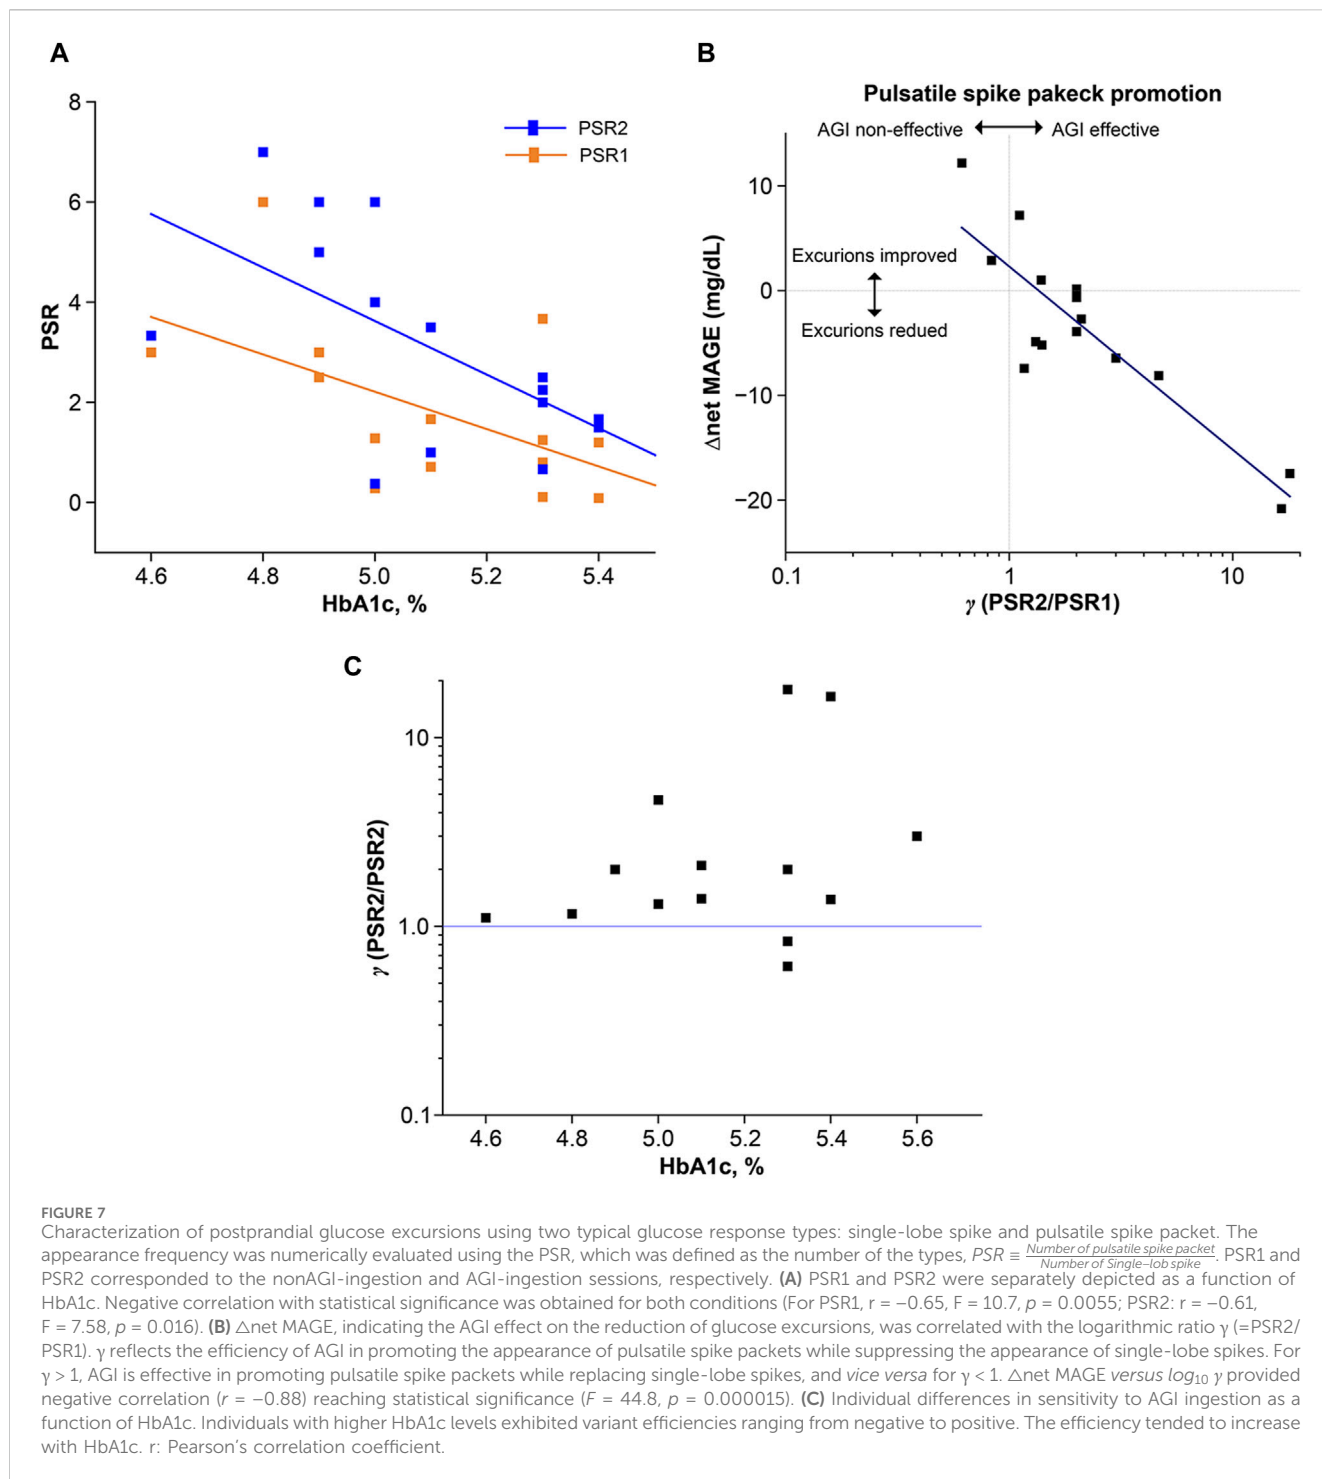 A
8
6
4
2
0
PSR
4.6
4.8
5.0
5.2
5.4
HbA1c, %
PSR2
PSR1
B
Pulsatile spike pakeck promotion
AGI non-effective
AGI effective
10
0
−10
−20
△net MAGE (mg/dL)
Excurions improved
Excurions redued
0.1
1
10
γ (PSR2/PSR1)
C
10
1.0
0.1
γ (PSR2/PSR2)
4.6
4.8
5.0
5.2
5.4
5.6
HbA1c, %
FIGURE 7
Characterization of postprandial glucose excursions using two typical glucose response types: single-lobe spike and pulsatile spike packet. The
appearance frequency was numerically evaluated using the PSR, which was defined as the number of the types, PSR ≡ Number of pulsatile spike packet / Number of Single−lob spike. PSR1 and
PSR2 corresponded to the nonAGI-ingestion and AGI-ingestion sessions, respectively. (A) PSR1 and PSR2 were separately depicted as a function of
HbA1c. Negative correlation with statistical significance was obtained for both conditions (For PSR1, r = −0.65, F = 10.7, p = 0.0055; PSR2: r = −0.61,
F = 7.58, p = 0.016). (B) △net MAGE, indicating the AGI effect on the reduction of glucose excursions, was correlated with the logarithmic ratio γ (=PSR2/
PSR1). γ reflects the efficiency of AGI in promoting the appearance of pulsatile spike packets while suppressing the appearance of single-lobe spikes. For
γ > 1, AGI is effective in promoting pulsatile spike packets while replacing single-lobe spikes, and vice versa for γ < 1. △net MAGE versus log₁₀ γ provided
negative correlation (r = −0.88) reaching statistical significance (F = 44.8, p = 0.000015). (C) Individual differences in sensitivity to AGI ingestion as a
function of HbA1c. Individuals with higher HbA1c levels exhibited variant efficiencies ranging from negative to positive. The efficiency tended to increase
with HbA1c. r: Pearson's correlation coefficient.